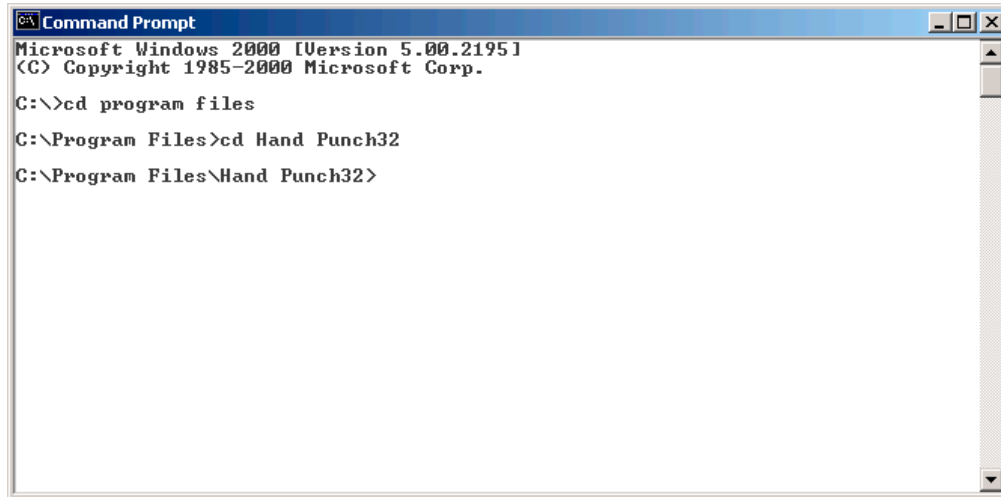 Command Prompt
Microsoft Windows 2000 [Version 5.00.2195]
(C) Copyright 1985-2000 Microsoft Corp.
C:\>cd program files
C:\Program Files>cd Hand Punch32
C:\Program Files\Hand Punch32>